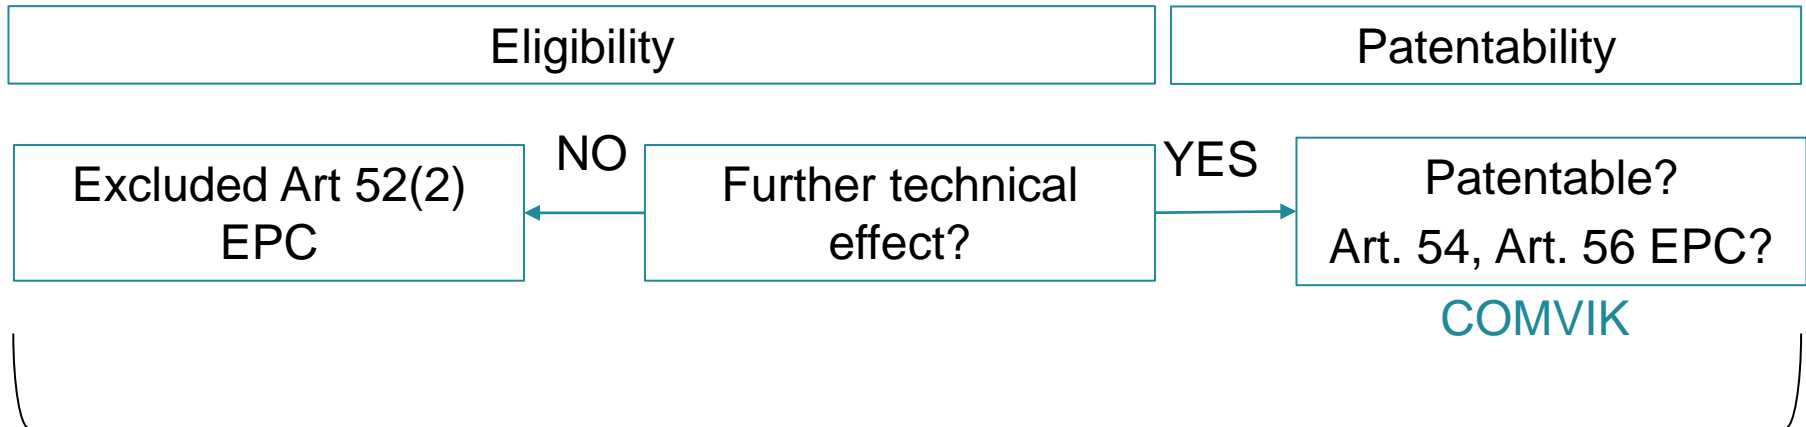 Eligibility
Patentability
Excluded Art 52(2)
EPC
NO
Further technical
effect?
YES
Patentable?
Art. 54, Art. 56 EPC?
COMVIK